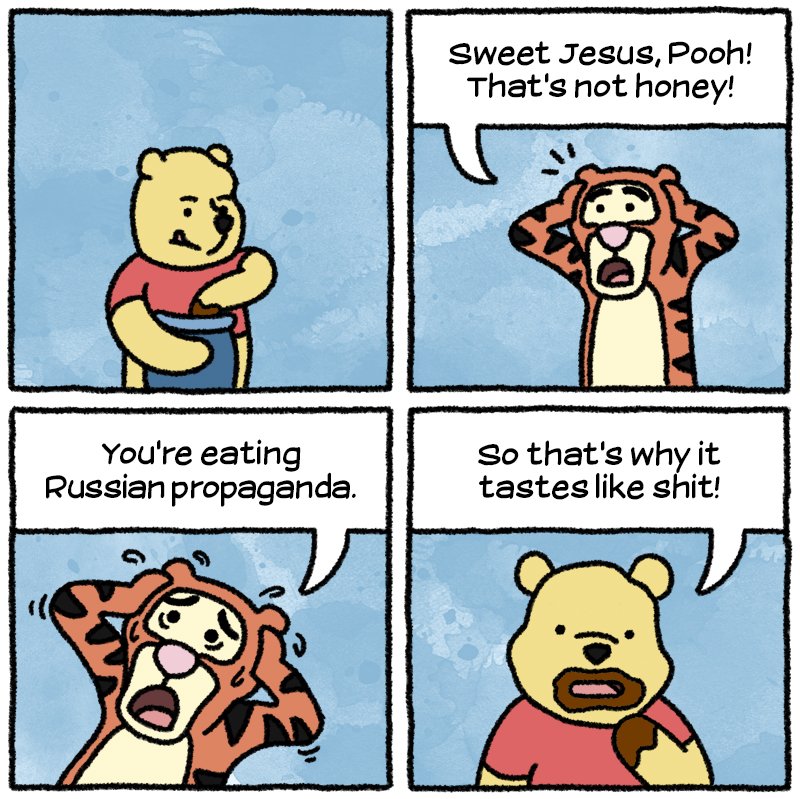 Sweet Jesus, Pooh!
That's not honey!
You're eating
Russian propaganda.
So that's why it
tastes like shit!